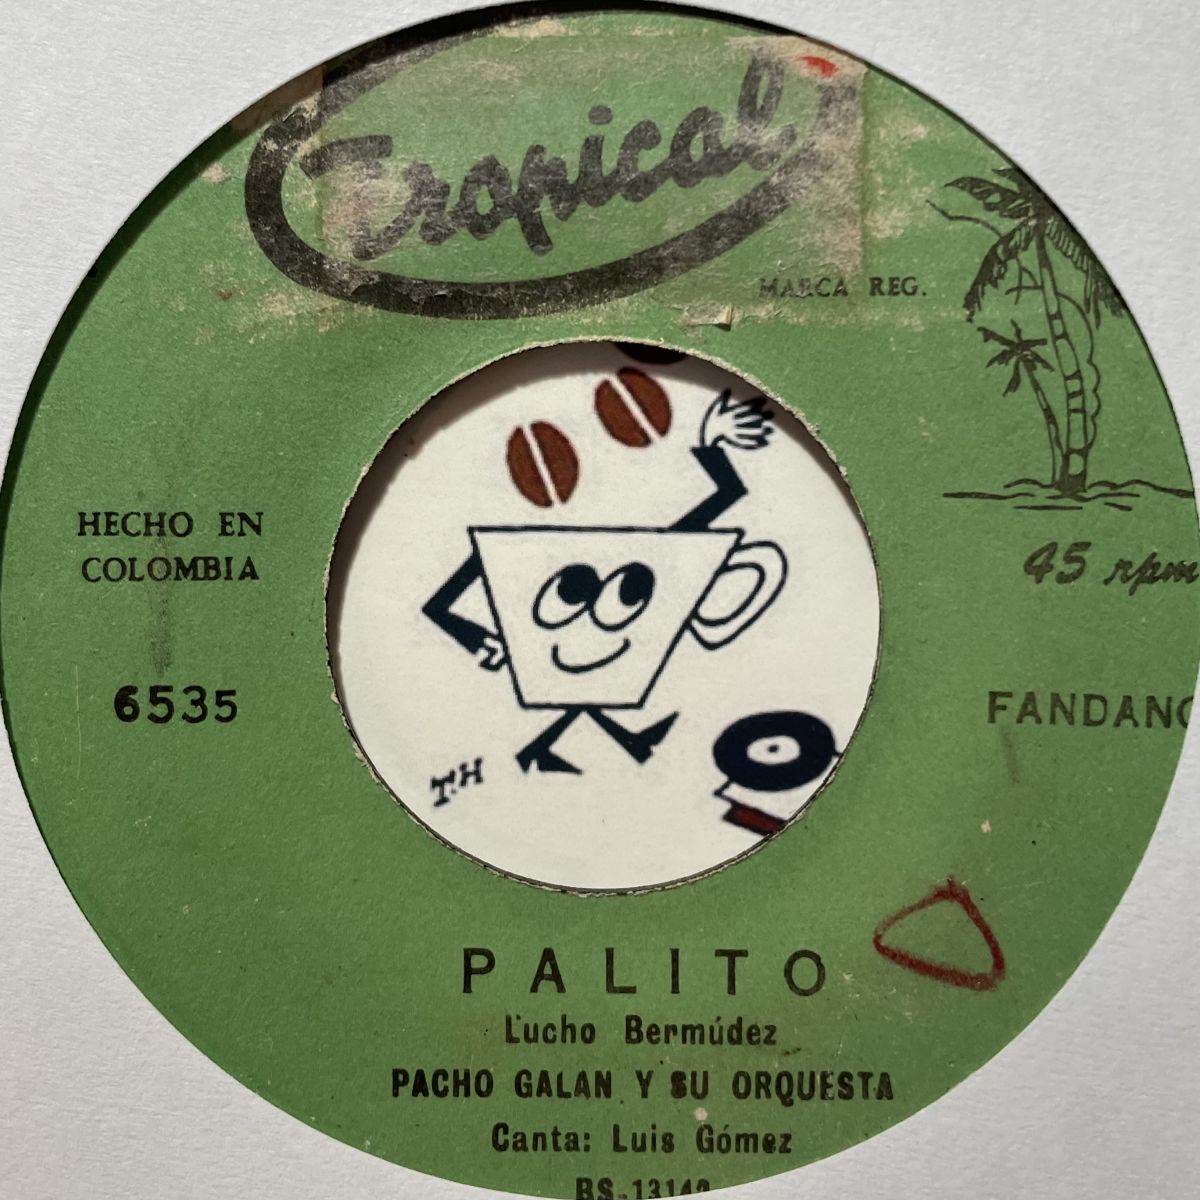 Tropical
MARCA REG.
HECHO EN
COLOMBIA
45 rpm
6535
FANDANG
T.H
PALITO
Lucho Bermúdez
PACHO GALAN Y SU ORQUESTA
Canta: Luis Gómez